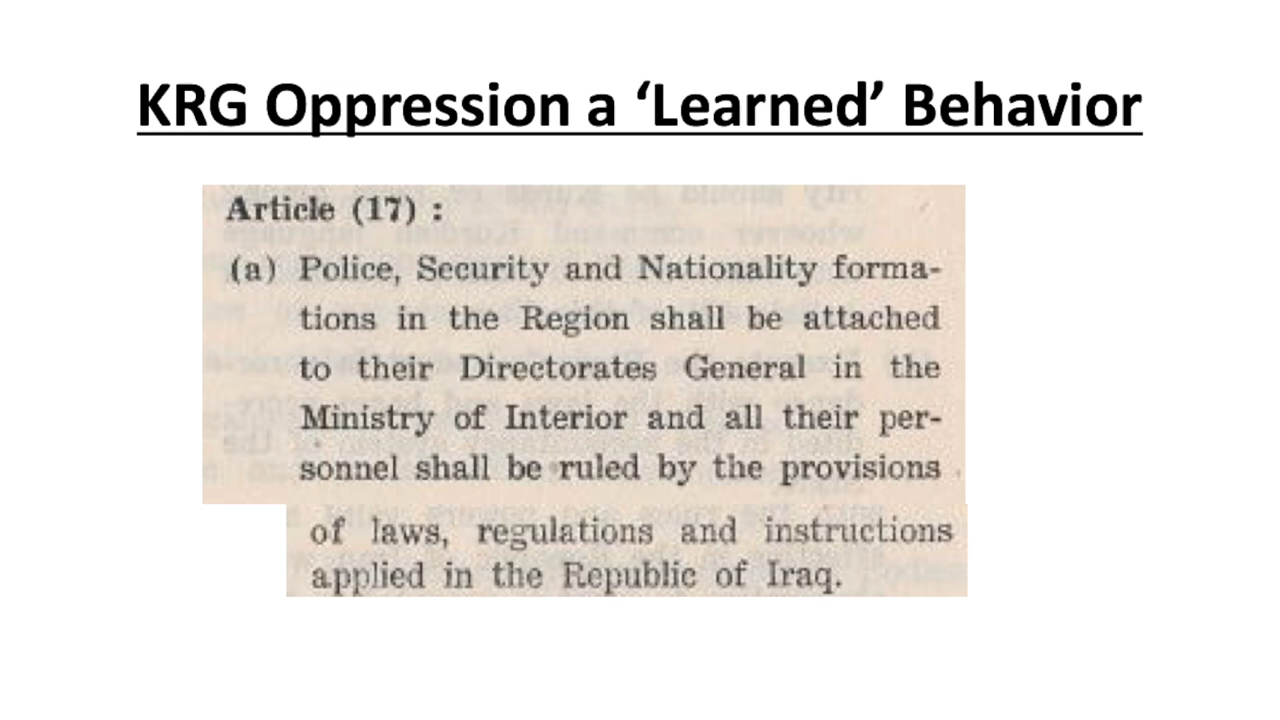 KRG Oppression a ‘Learned’ Behavior
Article (17) :
(a) Police, Security and Nationality forma-
tions in the Region shall be attached
to their Directorates General in the
Ministry of Interior and all their per-
sonnel shall be ruled by the provisions
of laws, regulations and instructions
applied in the Republic of Iraq.